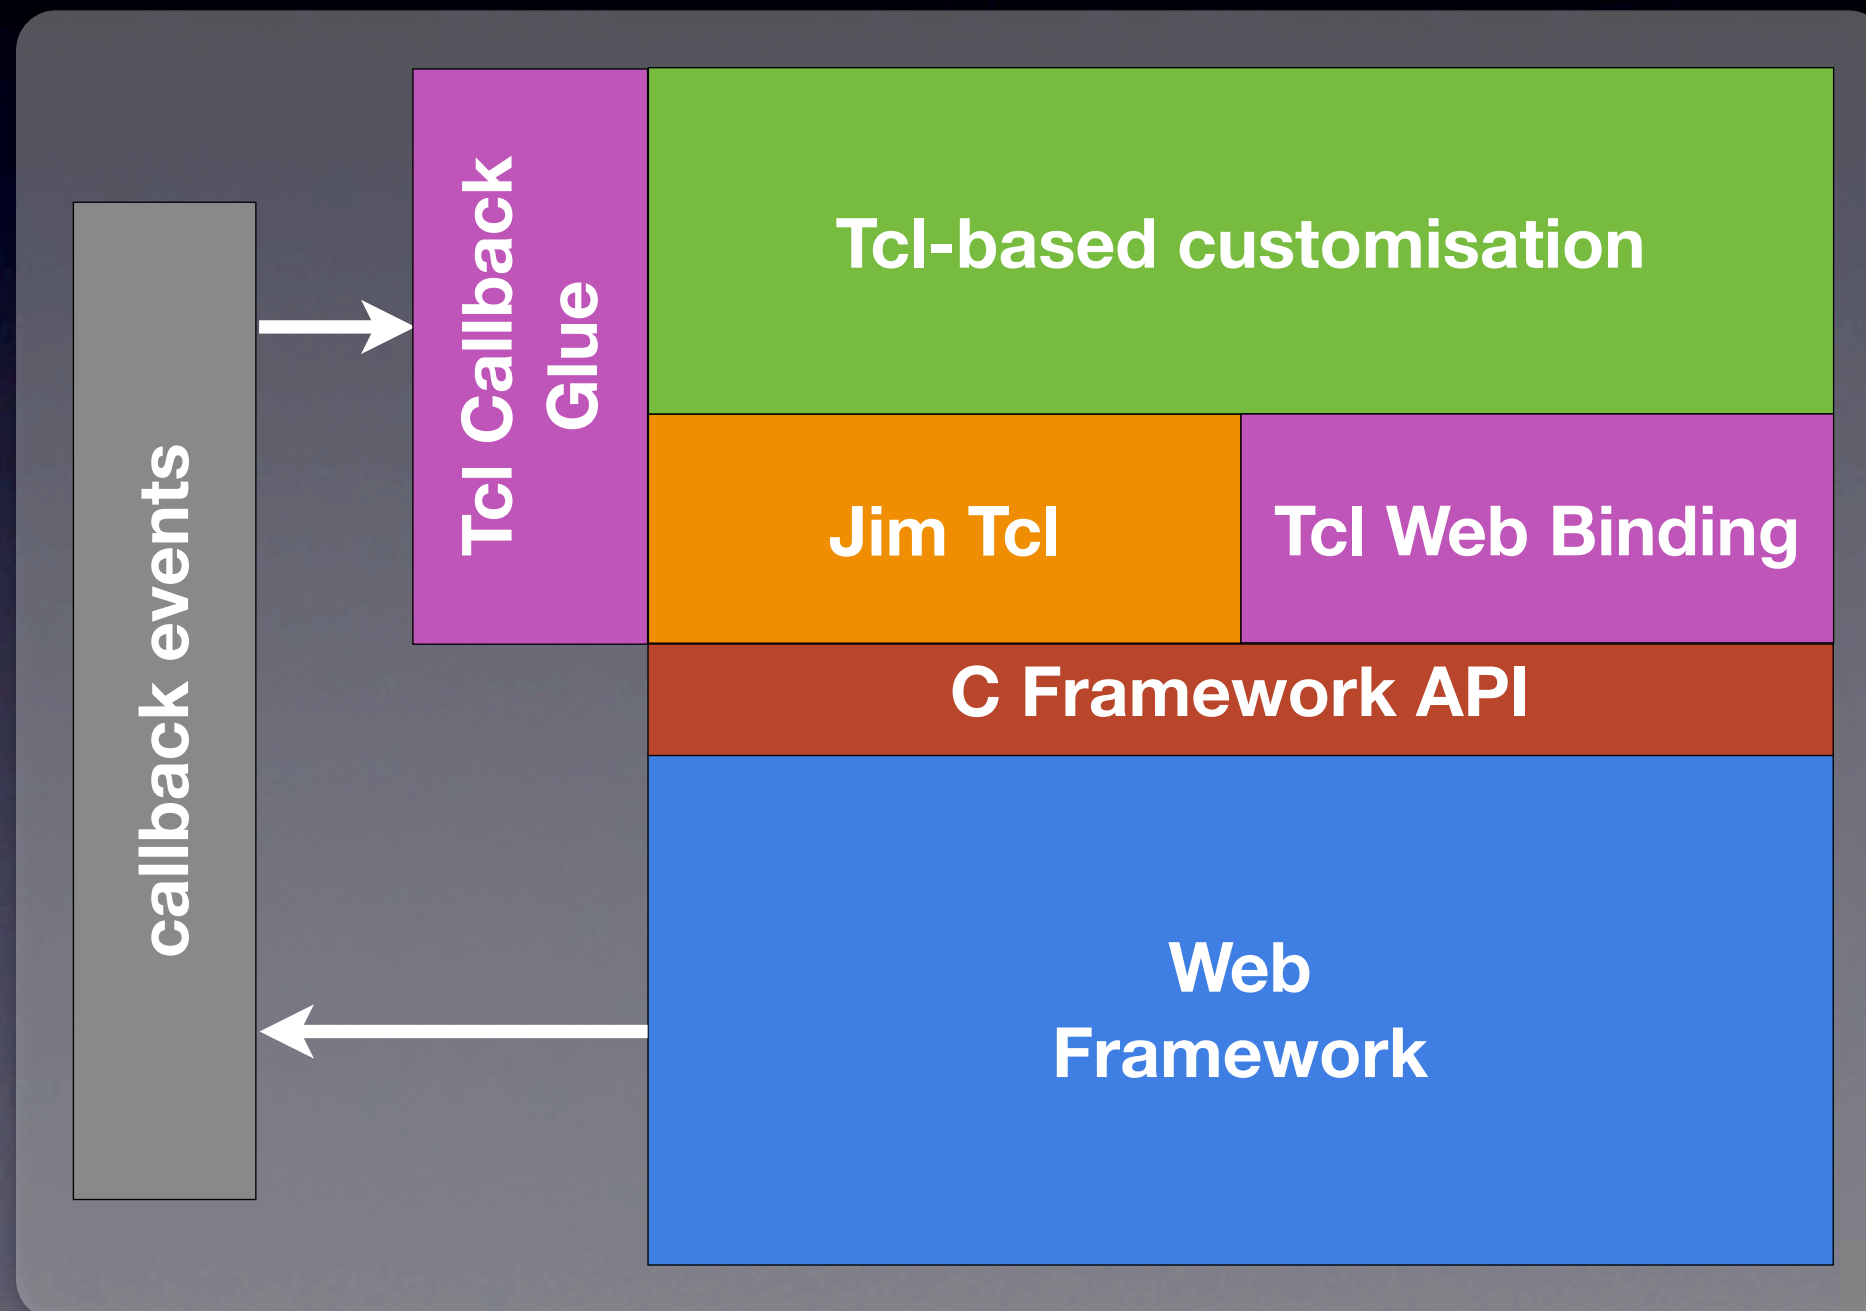 callback events
Tcl Callback
Glue
Tcl-based customisation
Jim Tcl
Tcl Web Binding
C Framework API
Web
Framework